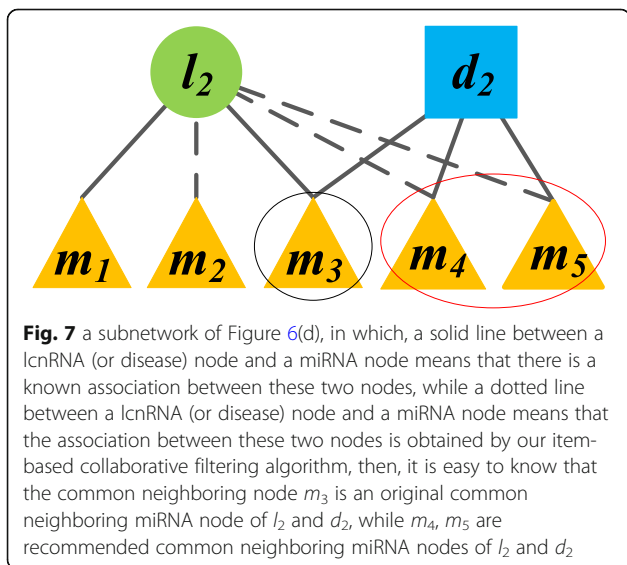 l2
d2
m1 m2 m3 m4 m5
Fig. 7 a subnetwork of Figure 6(d), in which, a solid line between a
lcnRNA (or disease) node and a miRNA node means that there is a
known association between these two nodes, while a dotted line
between a lcnRNA (or disease) node and a miRNA node means that
the association between these two nodes is obtained by our item-
based collaborative filtering algorithm, then, it is easy to know that
the common neighboring node m3 is an original common
neighboring miRNA node of l2 and d2, while m4, m5 are
recommended common neighboring miRNA nodes of l2 and d2